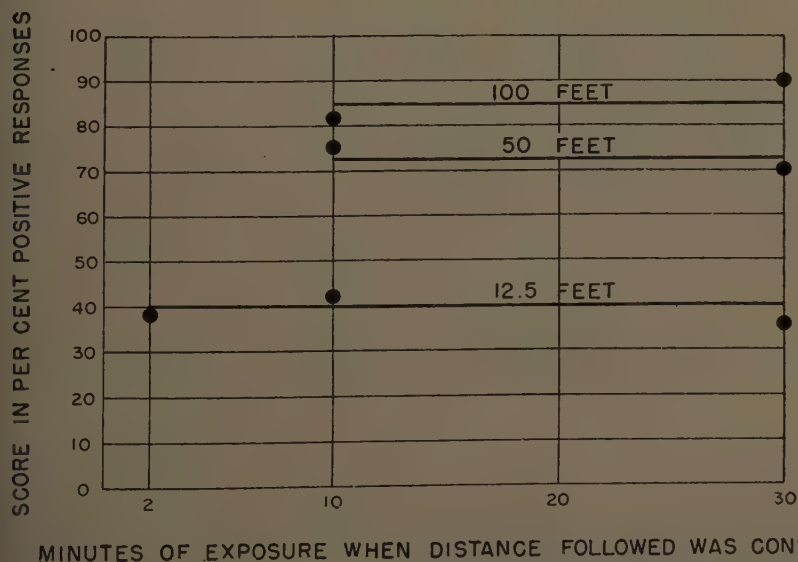 SCORE IN PER CENT POSITIVE RESPONSES
100
90
80
70
60
50
40
30
20
10
0
100 FEET
50 FEET
12.5 FEET
2 10 20 30
MINUTES OF EXPOSURE WHEN DISTANCE FOLLOWED WAS